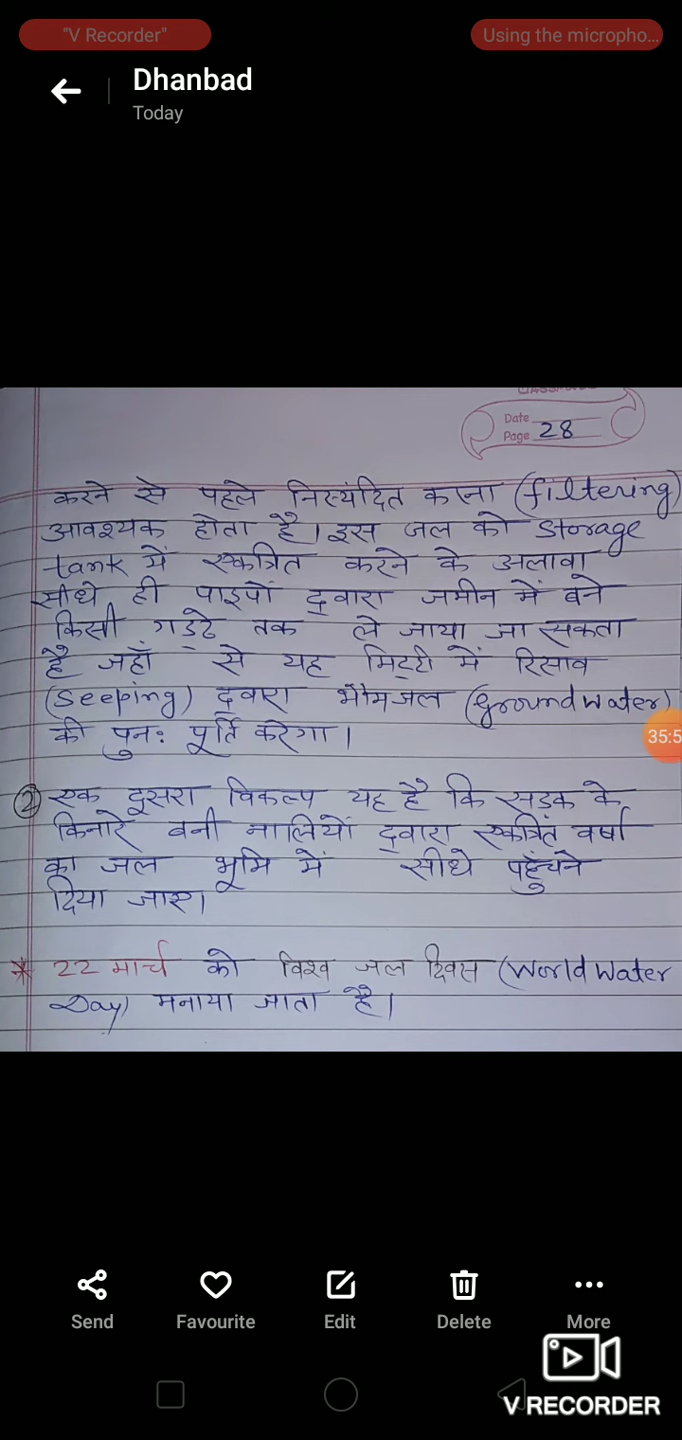 "V Recorder"
Using the micropho...
Dhanbad
Today
Date
Page 28
करने से पहले निस्यंदित करना (filtering)
आवश्यक होता है। इस जल को storage
tank में एकत्रित करने के अलावा
सीधे ही पाइपों द्वारा जमीन में बने
किसी गड्ढे तक ले जाया जा सकता
है जहाँ से यह मिट्टी में रिसाव
(seeping) द्वारा भौमजल (Ground water)
की पुनः पूर्ति करेगा।
35:5
② एक दूसरा विकल्प यह है कि सड़क के
किनारे बनी नालियों द्वारा एकत्रित वर्षा
का जल भूमि में सीधे पहुँचने
दिया जाए।
* 22 मार्च को विश्व जल दिवस (World Water
Day) मनाया जाता है।
Send Favourite Edit Delete More
V RECORDER